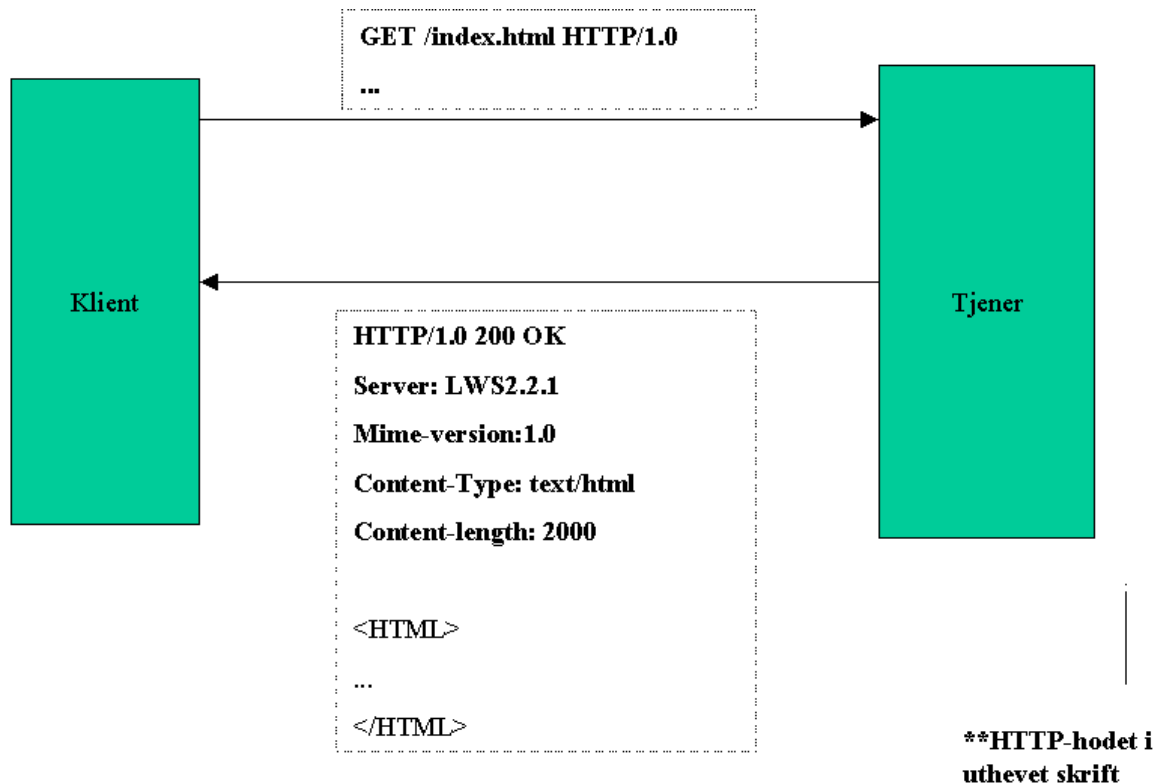 GET /index.html HTTP/1.0
...
Klient
Tjener
HTTP/1.0 200 OK
Server: LWS2.2.1
Mime-version:1.0
Content-Type: text/html
Content-length: 2000
<HTML>
...
</HTML>
**HTTP-hodet i
uthevet skrift